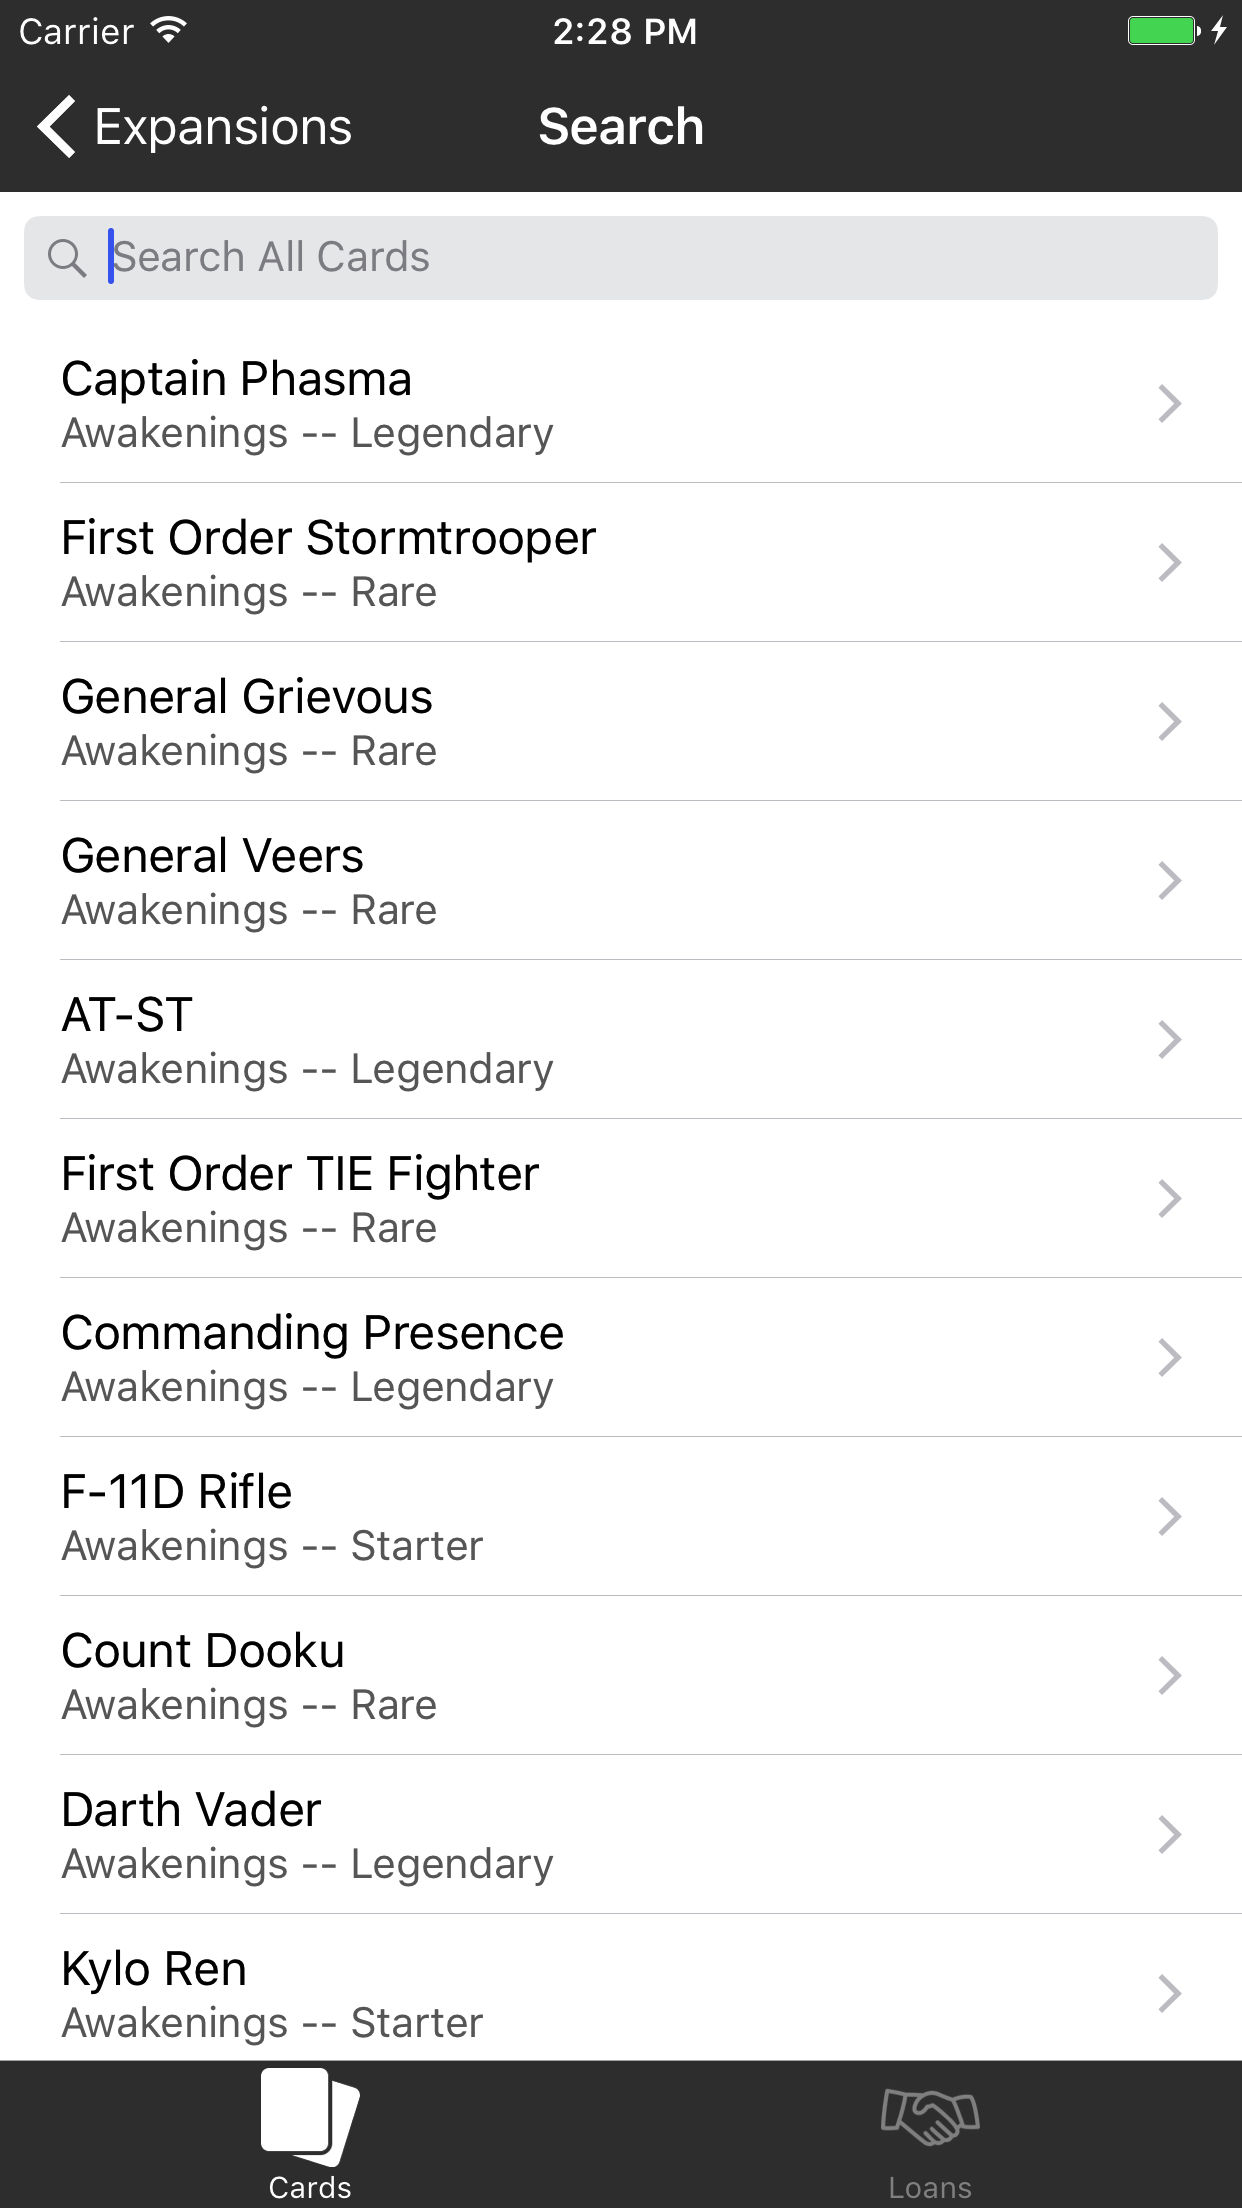 Carrier 2:28 PM
Expansions Search
Search All Cards
Captain Phasma
Awakenings -- Legendary
First Order Stormtrooper
Awakenings -- Rare
General Grievous
Awakenings -- Rare
General Veers
Awakenings -- Rare
AT-ST
Awakenings -- Legendary
First Order TIE Fighter
Awakenings -- Rare
Commanding Presence
Awakenings -- Legendary
F-11D Rifle
Awakenings -- Starter
Count Dooku
Awakenings -- Rare
Darth Vader
Awakenings -- Legendary
Kylo Ren
Awakenings -- Starter
Cards Loans